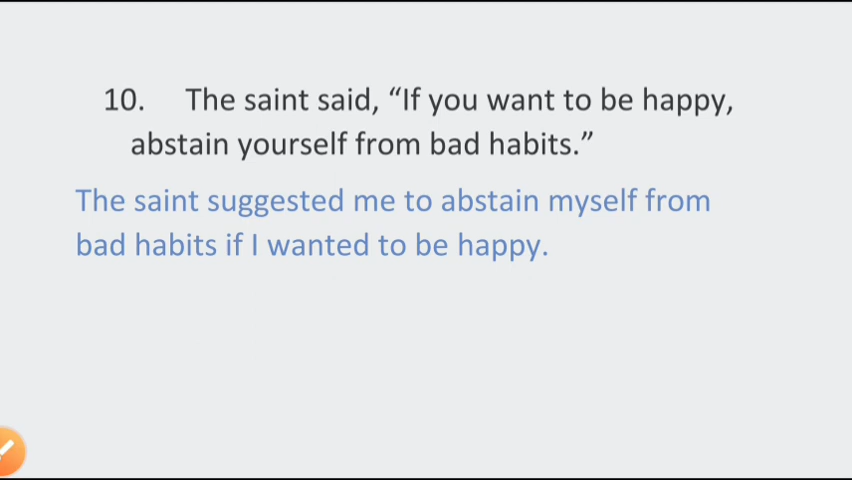 10. The saint said, “If you want to be happy,
abstain yourself from bad habits.”
The saint suggested me to abstain myself from
bad habits if I wanted to be happy.